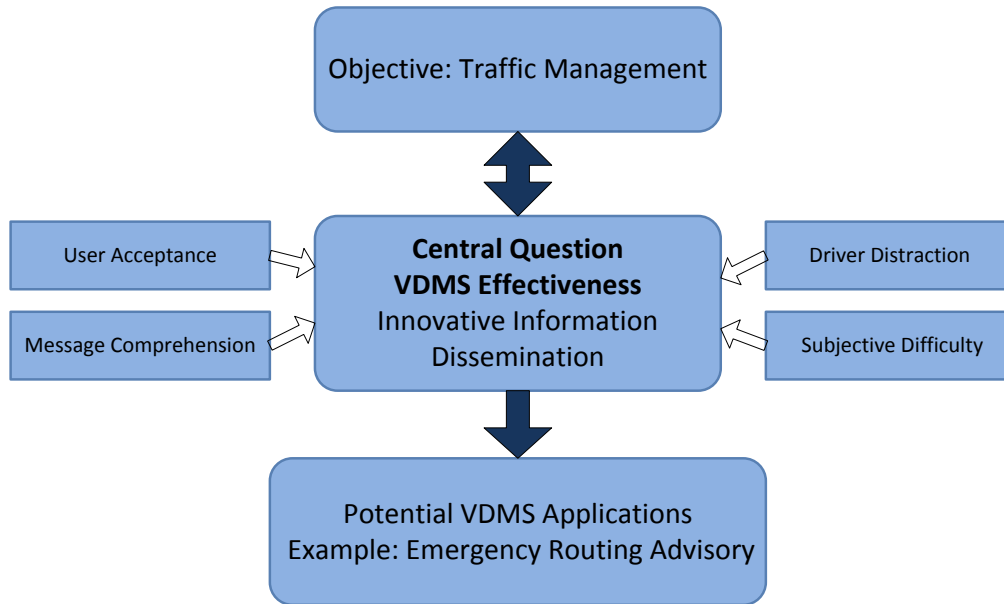 Objective: Traffic Management
User Acceptance
Message Comprehension
Central Question
VDMS Effectiveness
Innovative Information
Dissemination
Driver Distraction
Subjective Difficulty
Potential VDMS Applications
Example: Emergency Routing Advisory